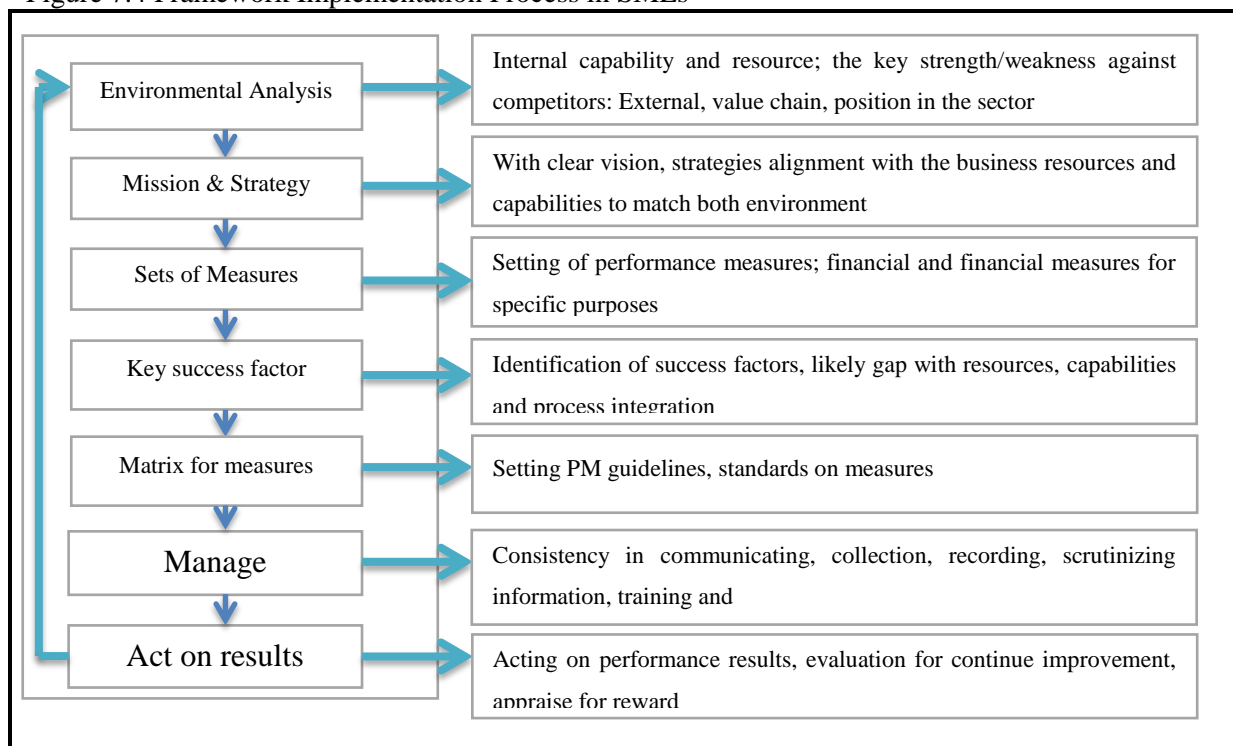 Figure 7.4 Framework Implementation Process in SMEs
Environmental Analysis
Internal capability and resource; the key strength/weakness against
competitors: External, value chain, position in the sector
Mission & Strategy
With clear vision, strategies alignment with the business resources and
capabilities to match both environment
Sets of Measures
Setting of performance measures; financial and financial measures for
specific purposes
Key success factor
Identification of success factors, likely gap with resources, capabilities
and process integration
Matrix for measures
Setting PM guidelines, standards on measures
Manage
Consistency in communicating, collection, recording, scrutinizing
information, training and
Act on results
Acting on performance results, evaluation for continue improvement,
appraise for reward